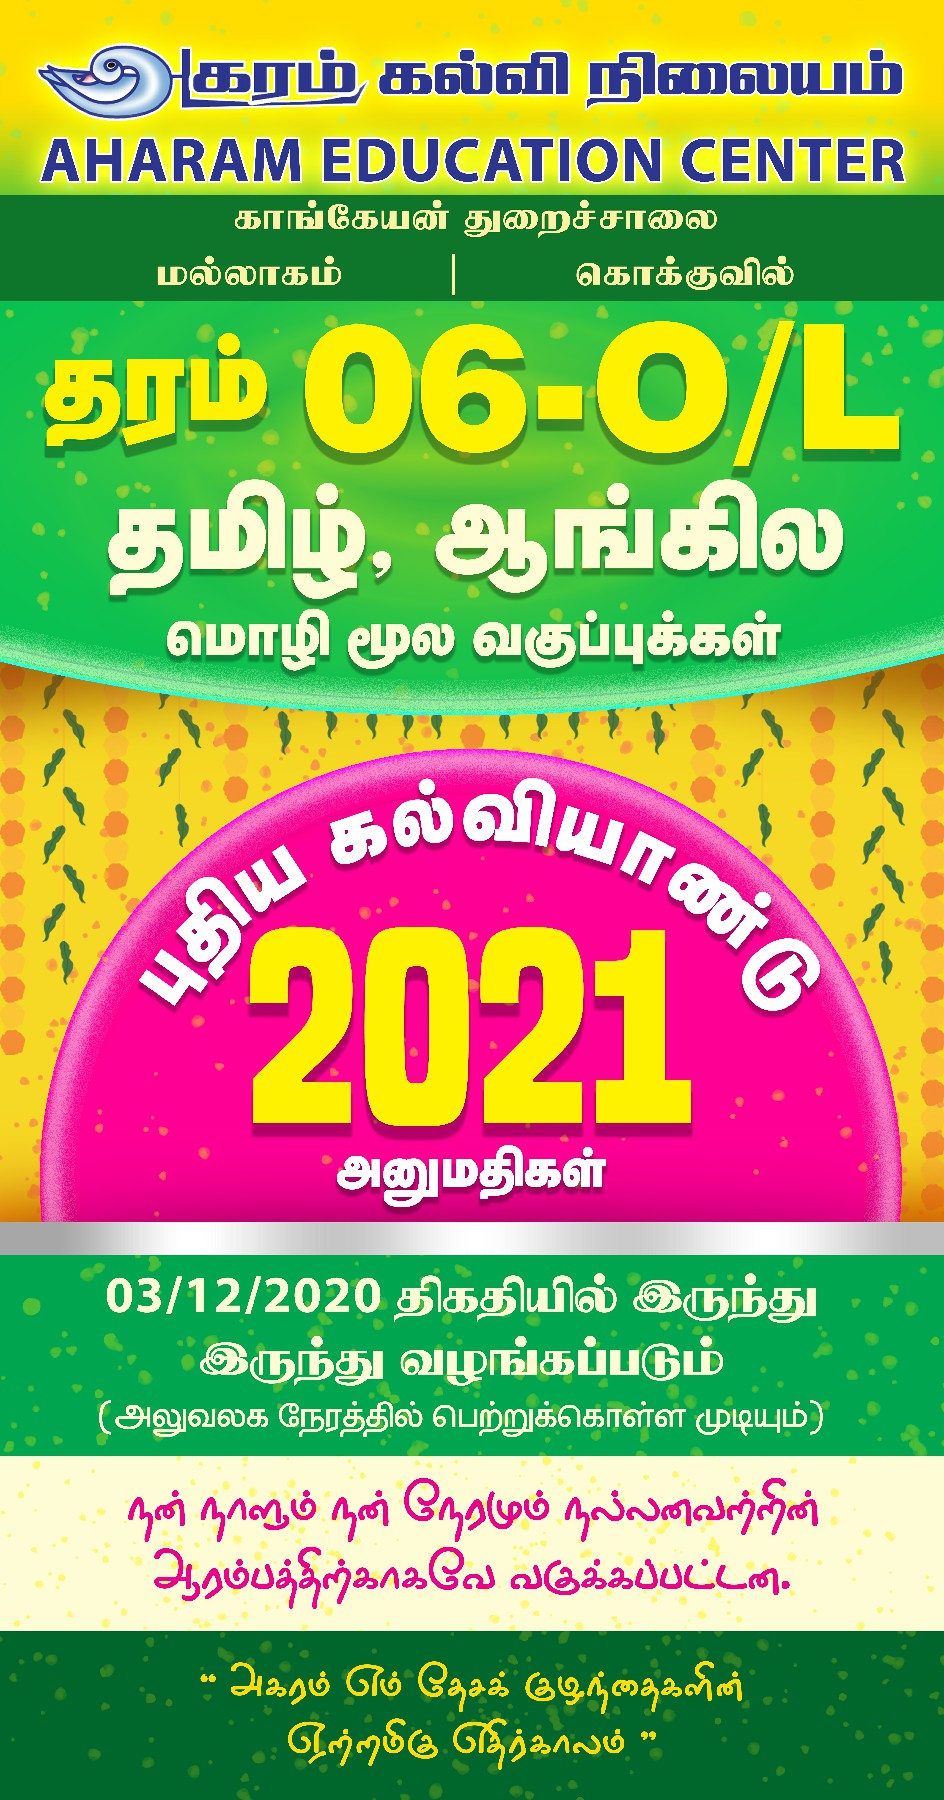 அகரம் கல்வி நிலையம்
AHARAM EDUCATION CENTER
காங்கேயன் துறைச்சாலை
மல்லாகம் | கொக்குவில்
தரம் 06-O/L
தமிழ், ஆங்கில
மொழி மூல வகுப்புக்கள்
புதிய கல்வியாண்டு
2021
அனுமதிகள்
03/12/2020 திகதியில் இருந்து
இருந்து வழங்கப்படும்
(அலுவலக நேரத்தில் பெற்றுக்கொள்ள முடியும்)
நன் நாளும் நன் நேரமும் நல்லனவற்றின்
ஆரம்பத்திற்காகவே வகுக்கப்பட்டன.
“ அகரம் எம் தேசக் குழந்தைகளின்
ஏற்றமிகு எதிர்காலம் ”